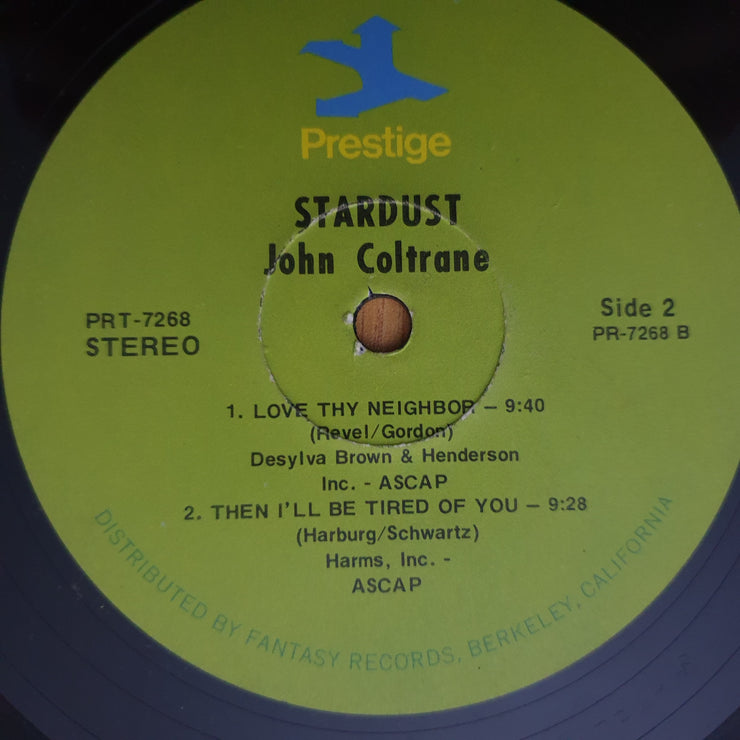 Prestige
STARDUST
John Coltrane
PRT-7268
STEREO
Side 2
PR-7268 B
1. LOVE THY NEIGHBOR – 9:40
(Revel/Gordon)
Desylva Brown & Henderson
Inc. - ASCAP
2. THEN I'LL BE TIRED OF YOU – 9:28
(Harburg/Schwartz)
Harms, Inc. -
ASCAP
DISTRIBUTED BY FANTASY RECORDS, BERKELEY, CALIFORNIA